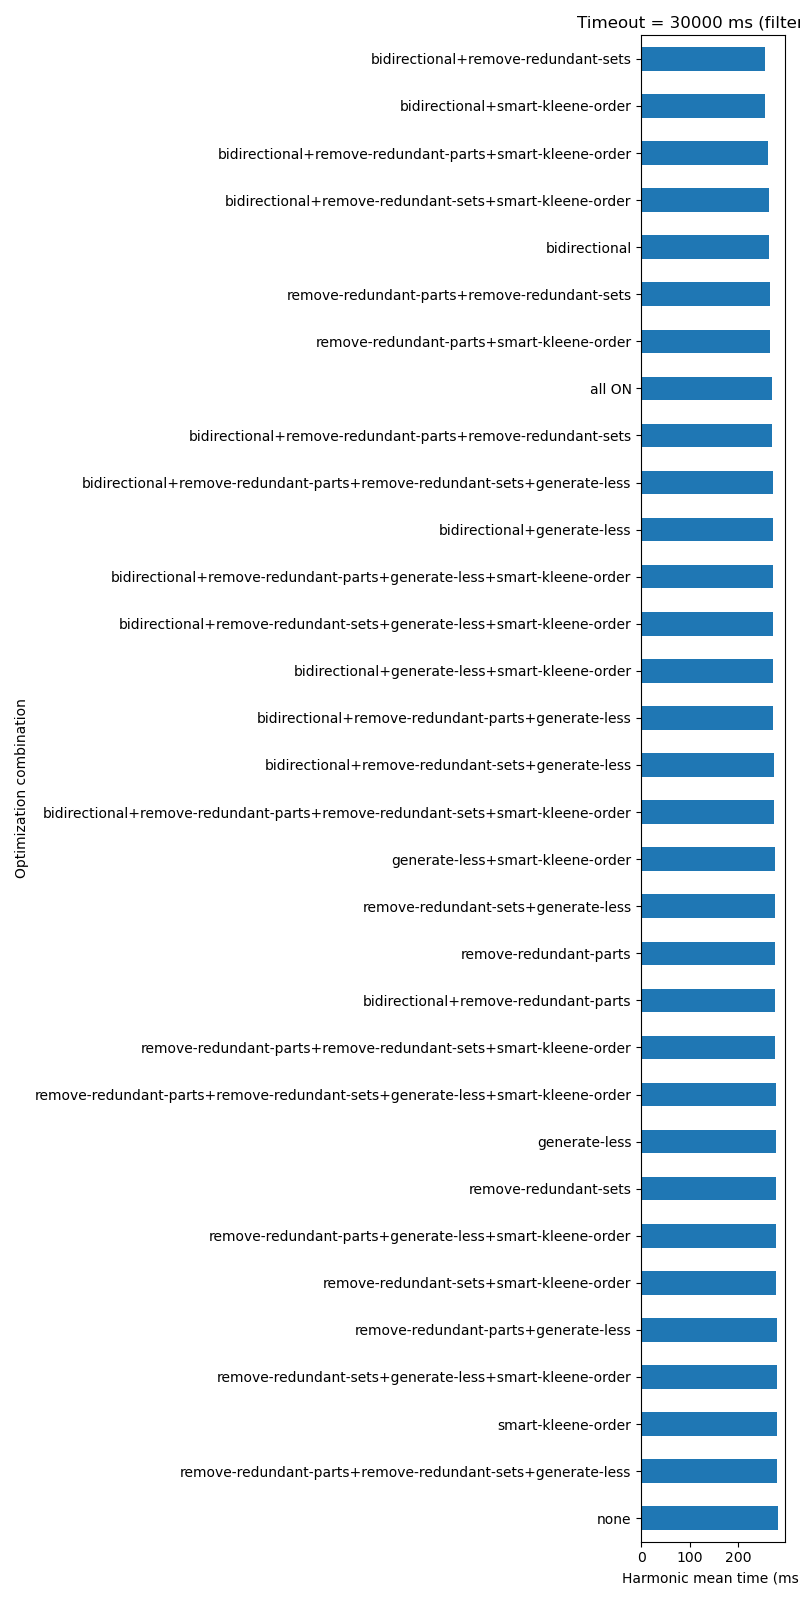 Timeout = 30000 ms (filter
bidirectional+remove-redundant-sets
bidirectional+smart-kleene-order
bidirectional+remove-redundant-parts+smart-kleene-order
bidirectional+remove-redundant-sets+smart-kleene-order
bidirectional
remove-redundant-parts+remove-redundant-sets
remove-redundant-parts+smart-kleene-order
all ON
bidirectional+remove-redundant-parts+remove-redundant-sets
bidirectional+remove-redundant-parts+remove-redundant-sets+generate-less
bidirectional+generate-less
bidirectional+remove-redundant-parts+generate-less+smart-kleene-order
bidirectional+remove-redundant-sets+generate-less+smart-kleene-order
bidirectional+generate-less+smart-kleene-order
bidirectional+remove-redundant-parts+generate-less
bidirectional+remove-redundant-sets+generate-less
bidirectional+remove-redundant-parts+remove-redundant-sets+smart-kleene-order
generate-less+smart-kleene-order
remove-redundant-sets+generate-less
remove-redundant-parts
bidirectional+remove-redundant-parts
remove-redundant-parts+remove-redundant-sets+smart-kleene-order
remove-redundant-parts+remove-redundant-sets+generate-less+smart-kleene-order
generate-less
remove-redundant-sets
remove-redundant-parts+generate-less+smart-kleene-order
remove-redundant-sets+smart-kleene-order
remove-redundant-parts+generate-less
remove-redundant-sets+generate-less+smart-kleene-order
smart-kleene-order
remove-redundant-parts+remove-redundant-sets+generate-less
none
Optimization combination
0 100 200
Harmonic mean time (ms